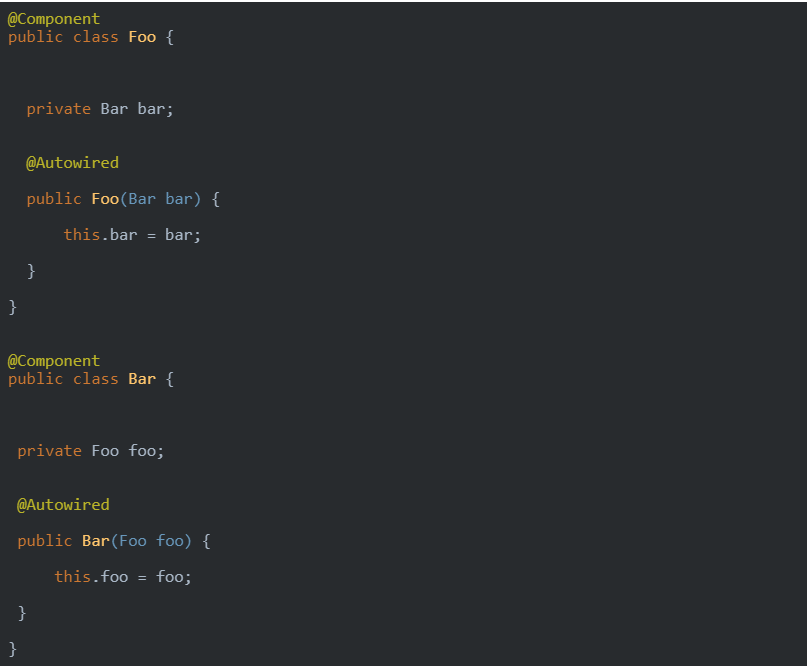 @Component
public class Foo {
private Bar bar;
@Autowired
public Foo(Bar bar) {
this.bar = bar;
}
}
@Component
public class Bar {
private Foo foo;
@Autowired
public Bar(Foo foo) {
this.foo = foo;
}
}